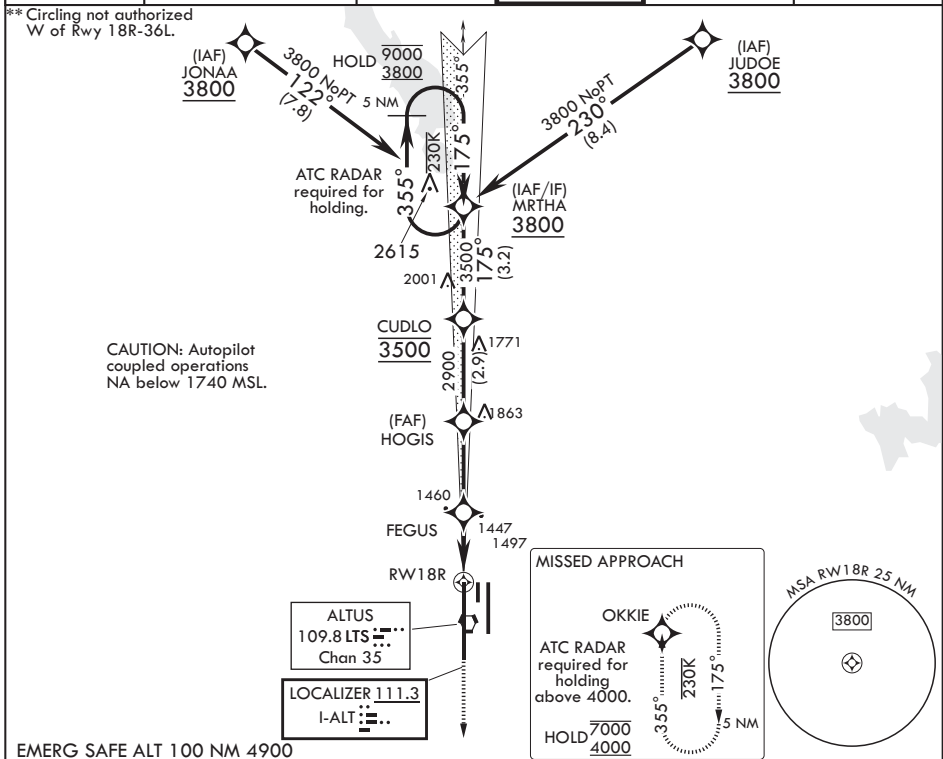 ** Circling not authorized
W of Rwy 18R-36L.
(IAF)
JONAA
3800
3800 NoPT
122°
(7.8)
HOLD 9000
3800
5 NM
355°
355°
230K
175°
(IAF)
JUDOE
3800
3800 NoPT
230°
(8.4)
ATC RADAR
required for
holding.
(IAF/IF)
MRTHA
3800
2615
3500
175°
(3.2)
2001
CUDLO
3500
1771
2900
(2.9)
CAUTION: Autopilot
coupled operations
NA below 1740 MSL.
(FAF)
HOGIS
1863
1460
FEGUS
1447
1497
RW18R
ALTUS
109.8 LTS
Chan 35
LOCALIZER 111.3
I-ALT
MISSED APPROACH
OKKIE
ATC RADAR
required for
holding
above 4000.
HOLD 7000
4000
355°
230K
175°
5 NM
MSA RW18R 25 NM
3800
EMERG SAFE ALT 100 NM 4900